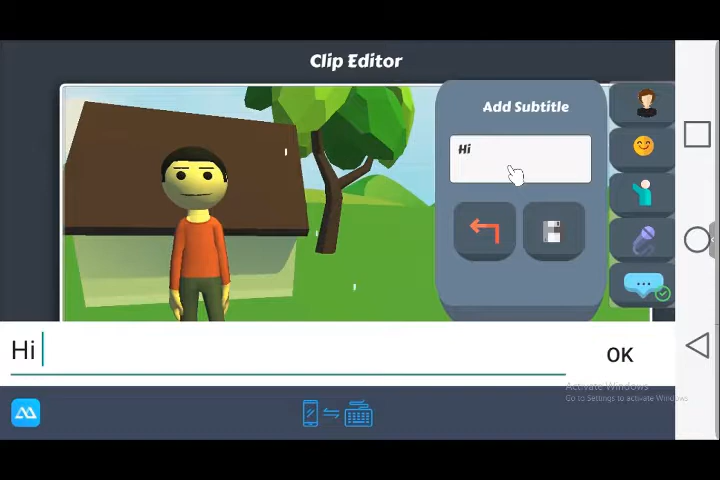 Clip Editor
Add Subtitle
Hi
Hi
OK
Activate Windows
Go to Settings to activate Windows